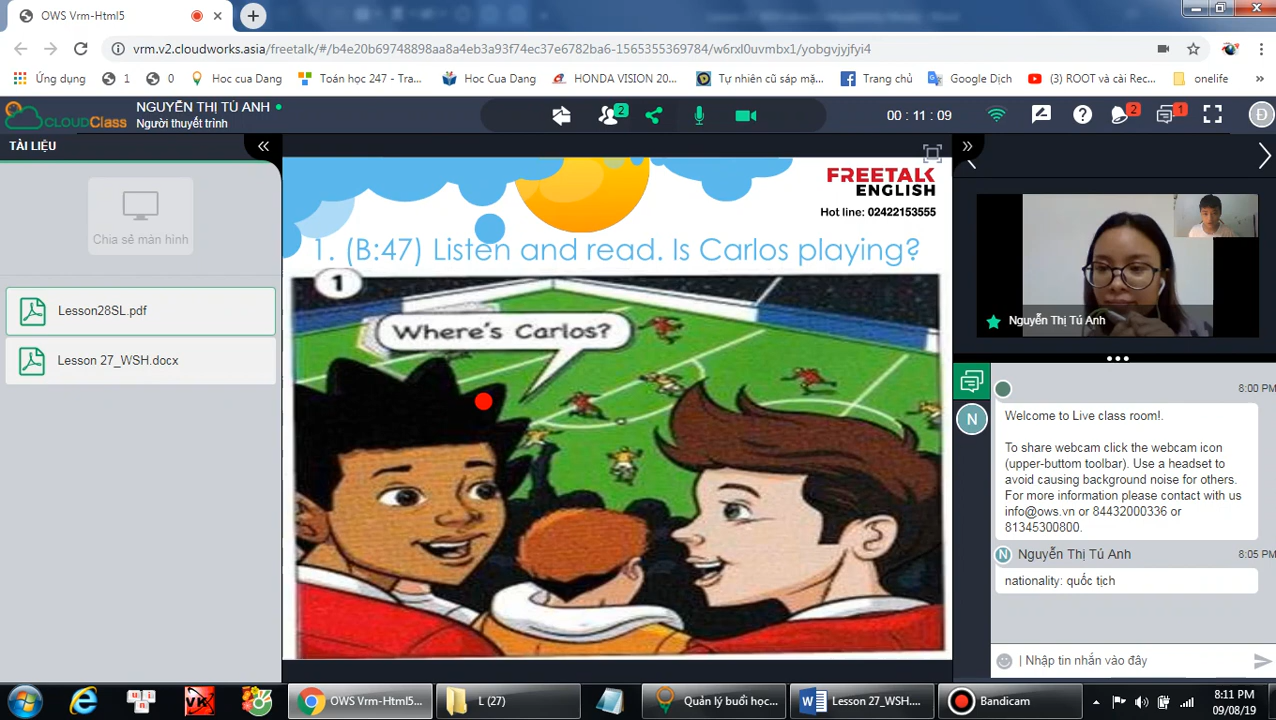 OWS Vrm-Html5
vrm.v2.cloudworks.asia/freetalk/#/b4e20b69748898aa8a4eb3a93f74ec37e6782ba6-1565355369784/w6rxl0uvmbx1/yobgvjyjfyi4
Ứng dụng 1 0 Hoc cua Dang Toán học 247 - Tra... Học Cua Dang HONDA VISION 20... Tự nhiên cũ sáp mặ... Trang chủ Google Dịch (3) ROOT và cài Rec... onelife »
CLOUDClass
NGUYỄN THỊ TÚ ANH
Người thuyết trình
2
00 : 11 : 09
2
1
Đ
TÀI LIỆU
Chia sẻ màn hình
Lesson28SL.pdf
Lesson 27_WSH.docx
FREETALK
ENGLISH
Hot line: 02422153555
1. (B:47) Listen and read. Is Carlos playing?
1
Where's Carlos?
Nguyễn Thị Tú Anh
8:00 PM
N
Welcome to Live class room!.
To share webcam click the webcam icon
(upper-buttom toolbar). Use a headset to
avoid causing background noise for others.
For more information please contact with us
info@ows.vn or 84432000336 or
81345300800.
N Nguyễn Thị Tú Anh 8:05 PM
nationality: quốc tịch
Nhập tin nhắn vào đây
OWS Vrm-Html5...
L (27)
Quản lý buổi học...
Lesson 27_WSH....
Bandicam
8:11 PM
09/08/19